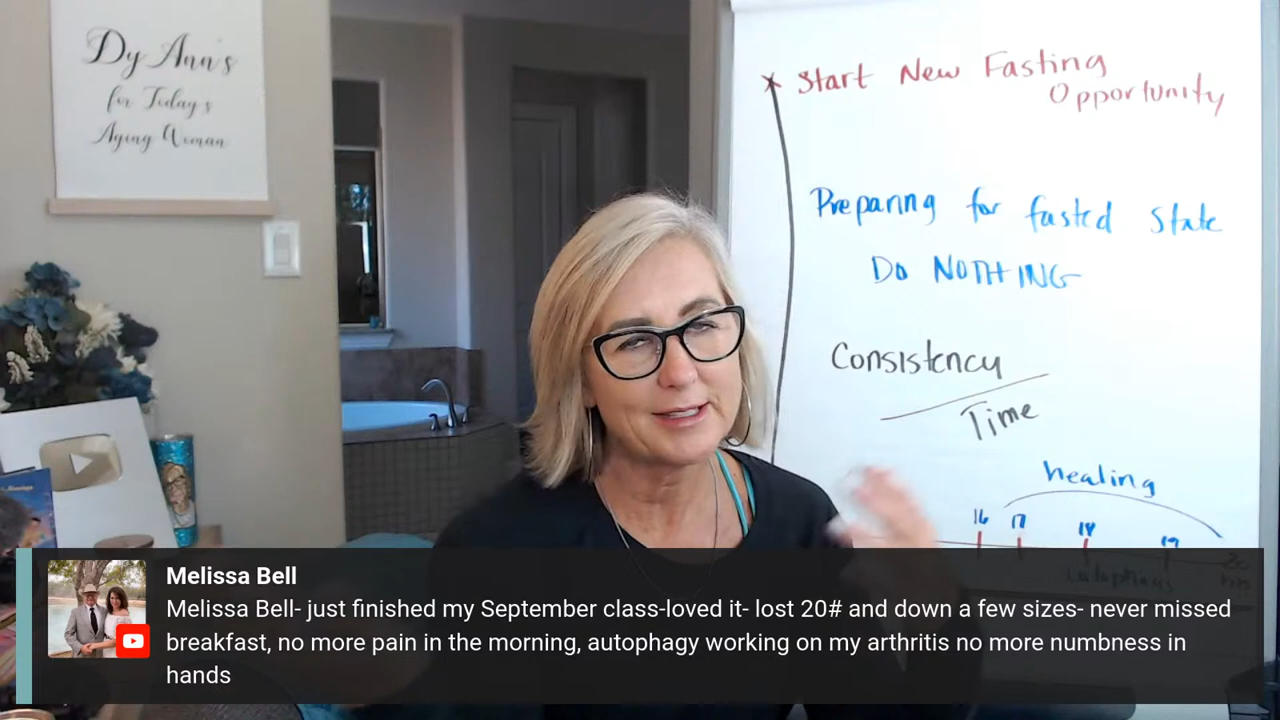 DyAnn's
for Today's
Aging Woman
Start New Fasting
Opportunity
Preparing for fasted State
DO NOTHING
Consistency
Time
healing
16 17 18 19
Melissa Bell
Melissa Bell- just finished my September class-loved it- lost 20# and down a few sizes- never missed
breakfast, no more pain in the morning, autophagy working on my arthritis no more numbness in
hands